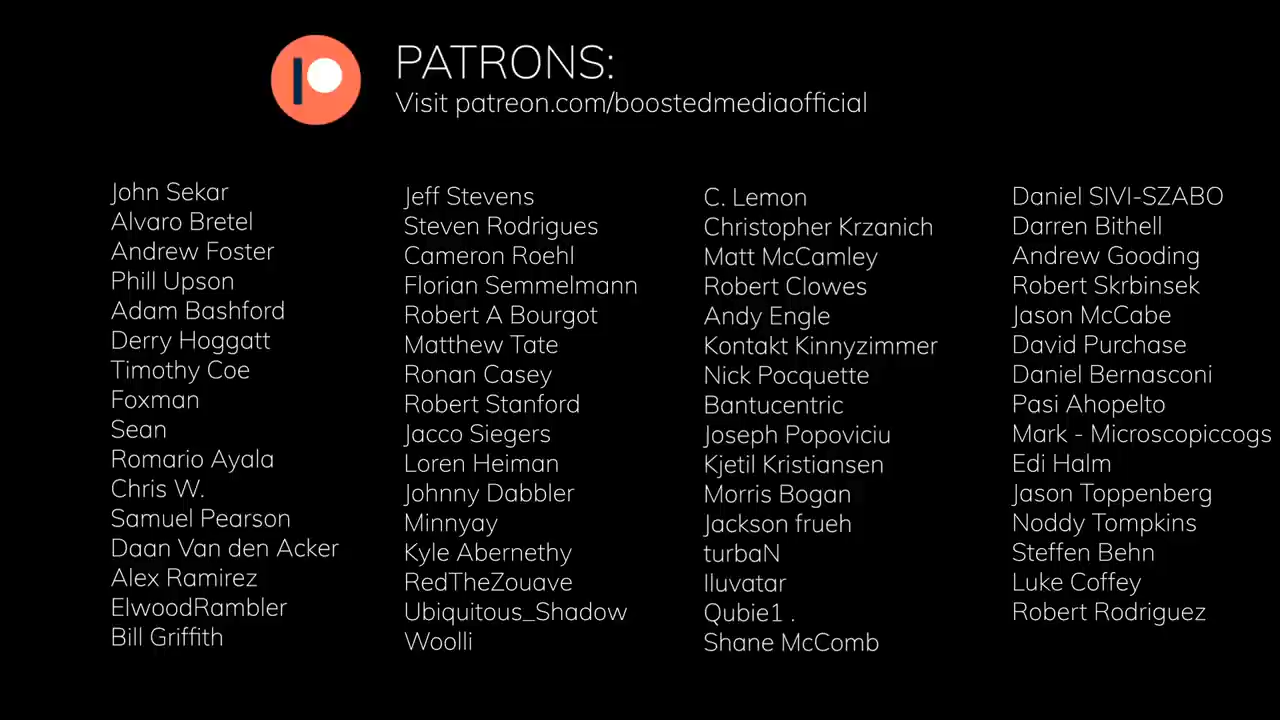 PATRONS:
Visit patreon.com/boostedmediaofficial
John Sekar
Alvaro Bretel
Andrew Foster
Phill Upson
Adam Bashford
Derry Hoggatt
Timothy Coe
Foxman
Sean
Romario Ayala
Chris W.
Samuel Pearson
Daan Van den Acker
Alex Ramirez
ElwoodRambler
Bill Griffith
Jeff Stevens
Steven Rodrigues
Cameron Roehl
Florian Semmelmann
Robert A Bourgot
Matthew Tate
Ronan Casey
Robert Stanford
Jacco Siegers
Loren Heiman
Johnny Dabbler
Minnyay
Kyle Abernethy
RedTheZouave
Ubiquitous_Shadow
Woolli
C. Lemon
Christopher Krzanich
Matt McCamley
Robert Clowes
Andy Engle
Kontakt Kinnyzimmer
Nick Pocquette
Bantucentric
Joseph Popoviciu
Kjetil Kristiansen
Morris Bogan
Jackson frueh
turbaN
Iluvatar
Qubie1 .
Shane McComb
Daniel SIVI-SZABO
Darren Bithell
Andrew Gooding
Robert Skrbinsek
Jason McCabe
David Purchase
Daniel Bernasconi
Pasi Ahopelto
Mark - Microscopiccogs
Edi Halm
Jason Toppenberg
Noddy Tompkins
Steffen Behn
Luke Coffey
Robert Rodriguez